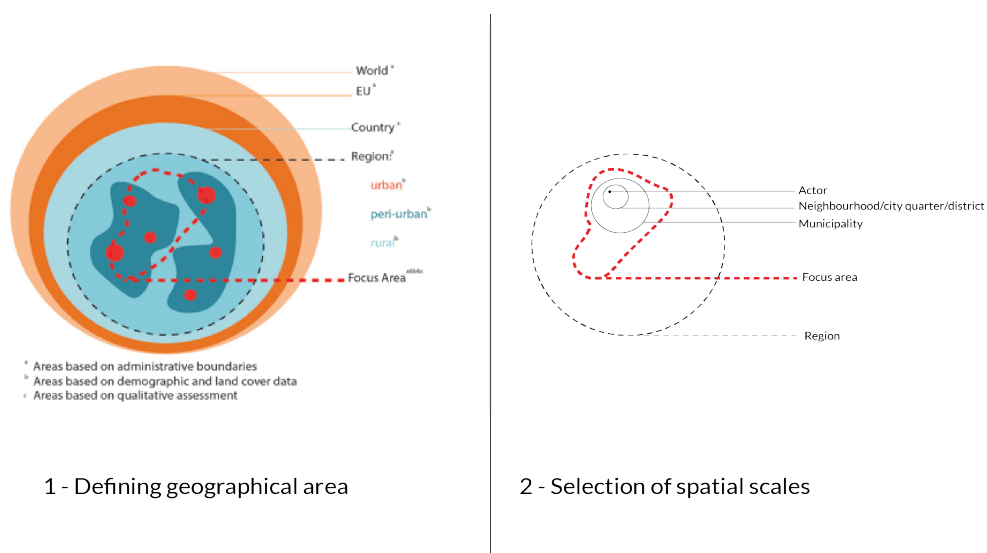 World a
EU a
Country a
Region: a
urban b
peri-urban b
rural b
Focus Area
a Areas based on administrative boundaries
b Areas based on demographic and land cover data
c Areas based on qualitative assessment
1 - Defining geographical area
Actor
Neighbourhood/city quarter/district
Municipality
Focus area
Region
2 - Selection of spatial scales